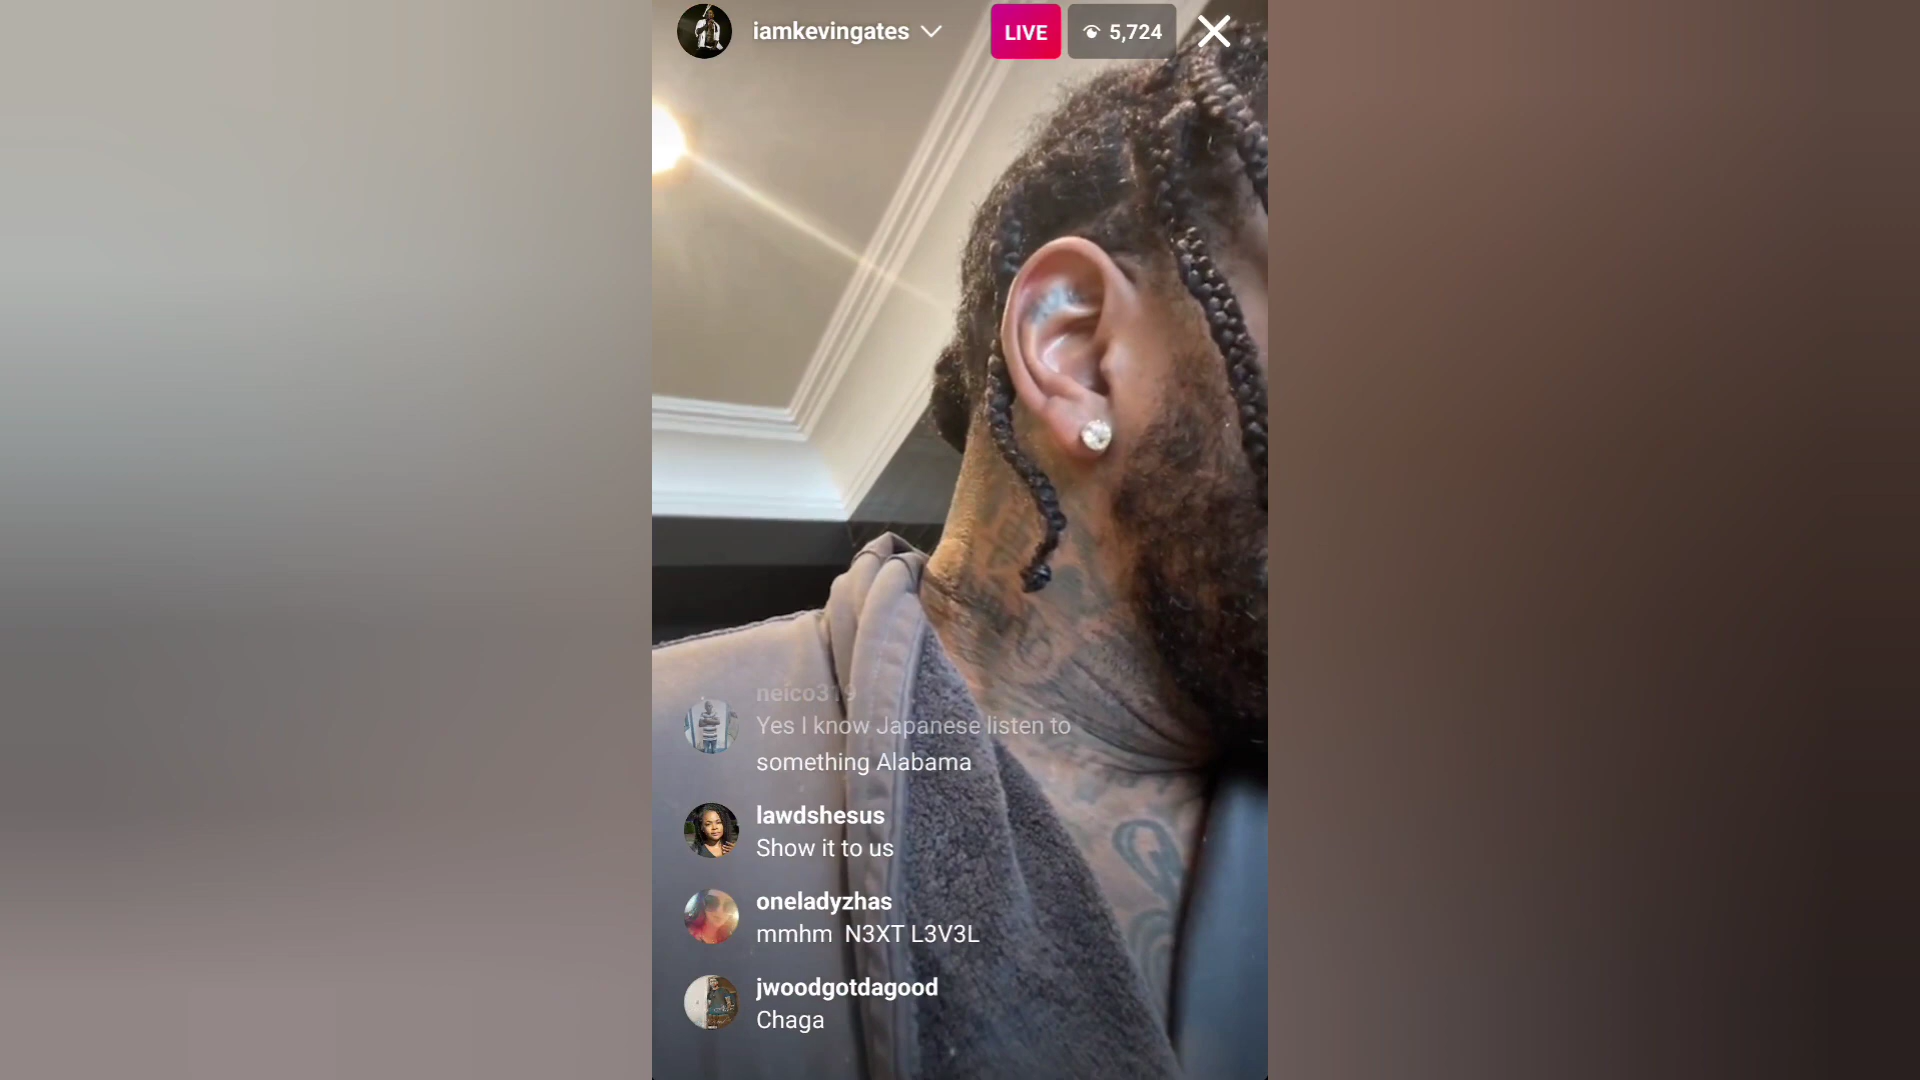 iamkevingates
LIVE
5,724
neico319
Yes I know Japanese listen to
something Alabama
lawdshesus
Show it to us
oneladyzhas
mmhm N3XT L3V3L
jwoodgotdagood
Chaga